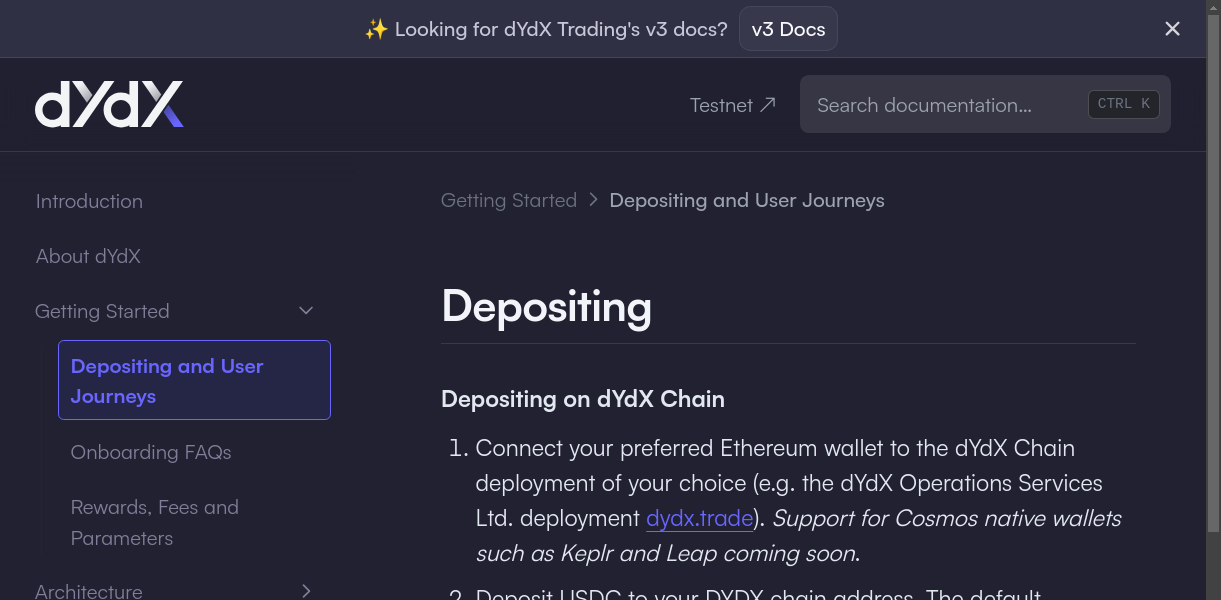 ✨ Looking for dYdX Trading's v3 docs? v3 Docs
dYdX
Testnet
Search documentation...
CTRL K
Introduction
About dYdX
Getting Started
Depositing and User
Journeys
Onboarding FAQs
Rewards, Fees and
Parameters
Architecture
Getting Started > Depositing and User Journeys
Depositing
Depositing on dYdX Chain
1. Connect your preferred Ethereum wallet to the dYdX Chain
deployment of your choice (e.g. the dYdX Operations Services
Ltd. deployment dydx.trade). Support for Cosmos native wallets
such as Keplr and Leap coming soon.
2. Deposit USDC to your DYDX chain address. The default